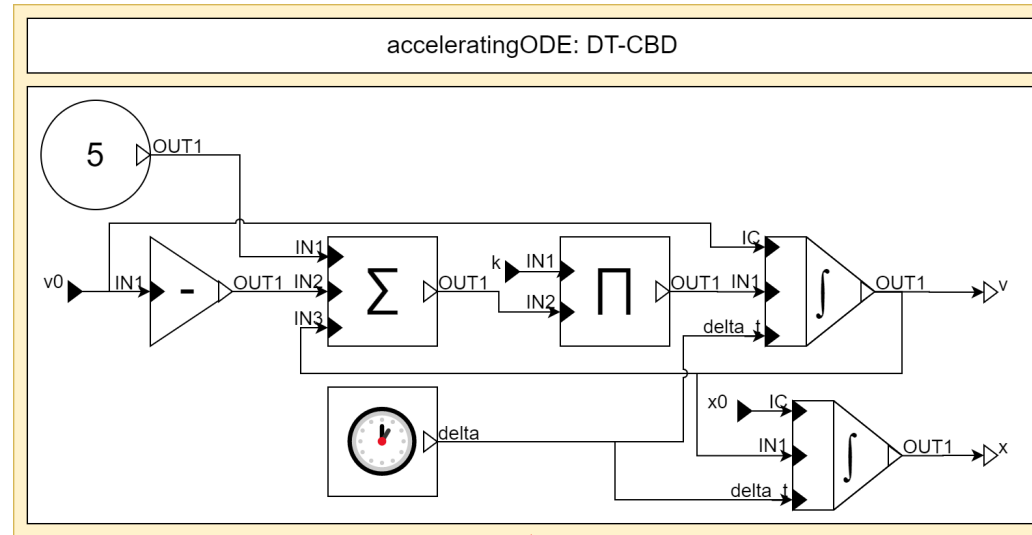 acceleratingODE: DT-CBD
5
OUT1
v0
IN1
-
OUT1
IN1
IN2
IN3
Σ
OUT1
k
IN1
IN2
Π
OUT1
IC
IN1
delta_t
∫
OUT1
v
delta
x0
IC
IN1
delta_t
∫
OUT1
x